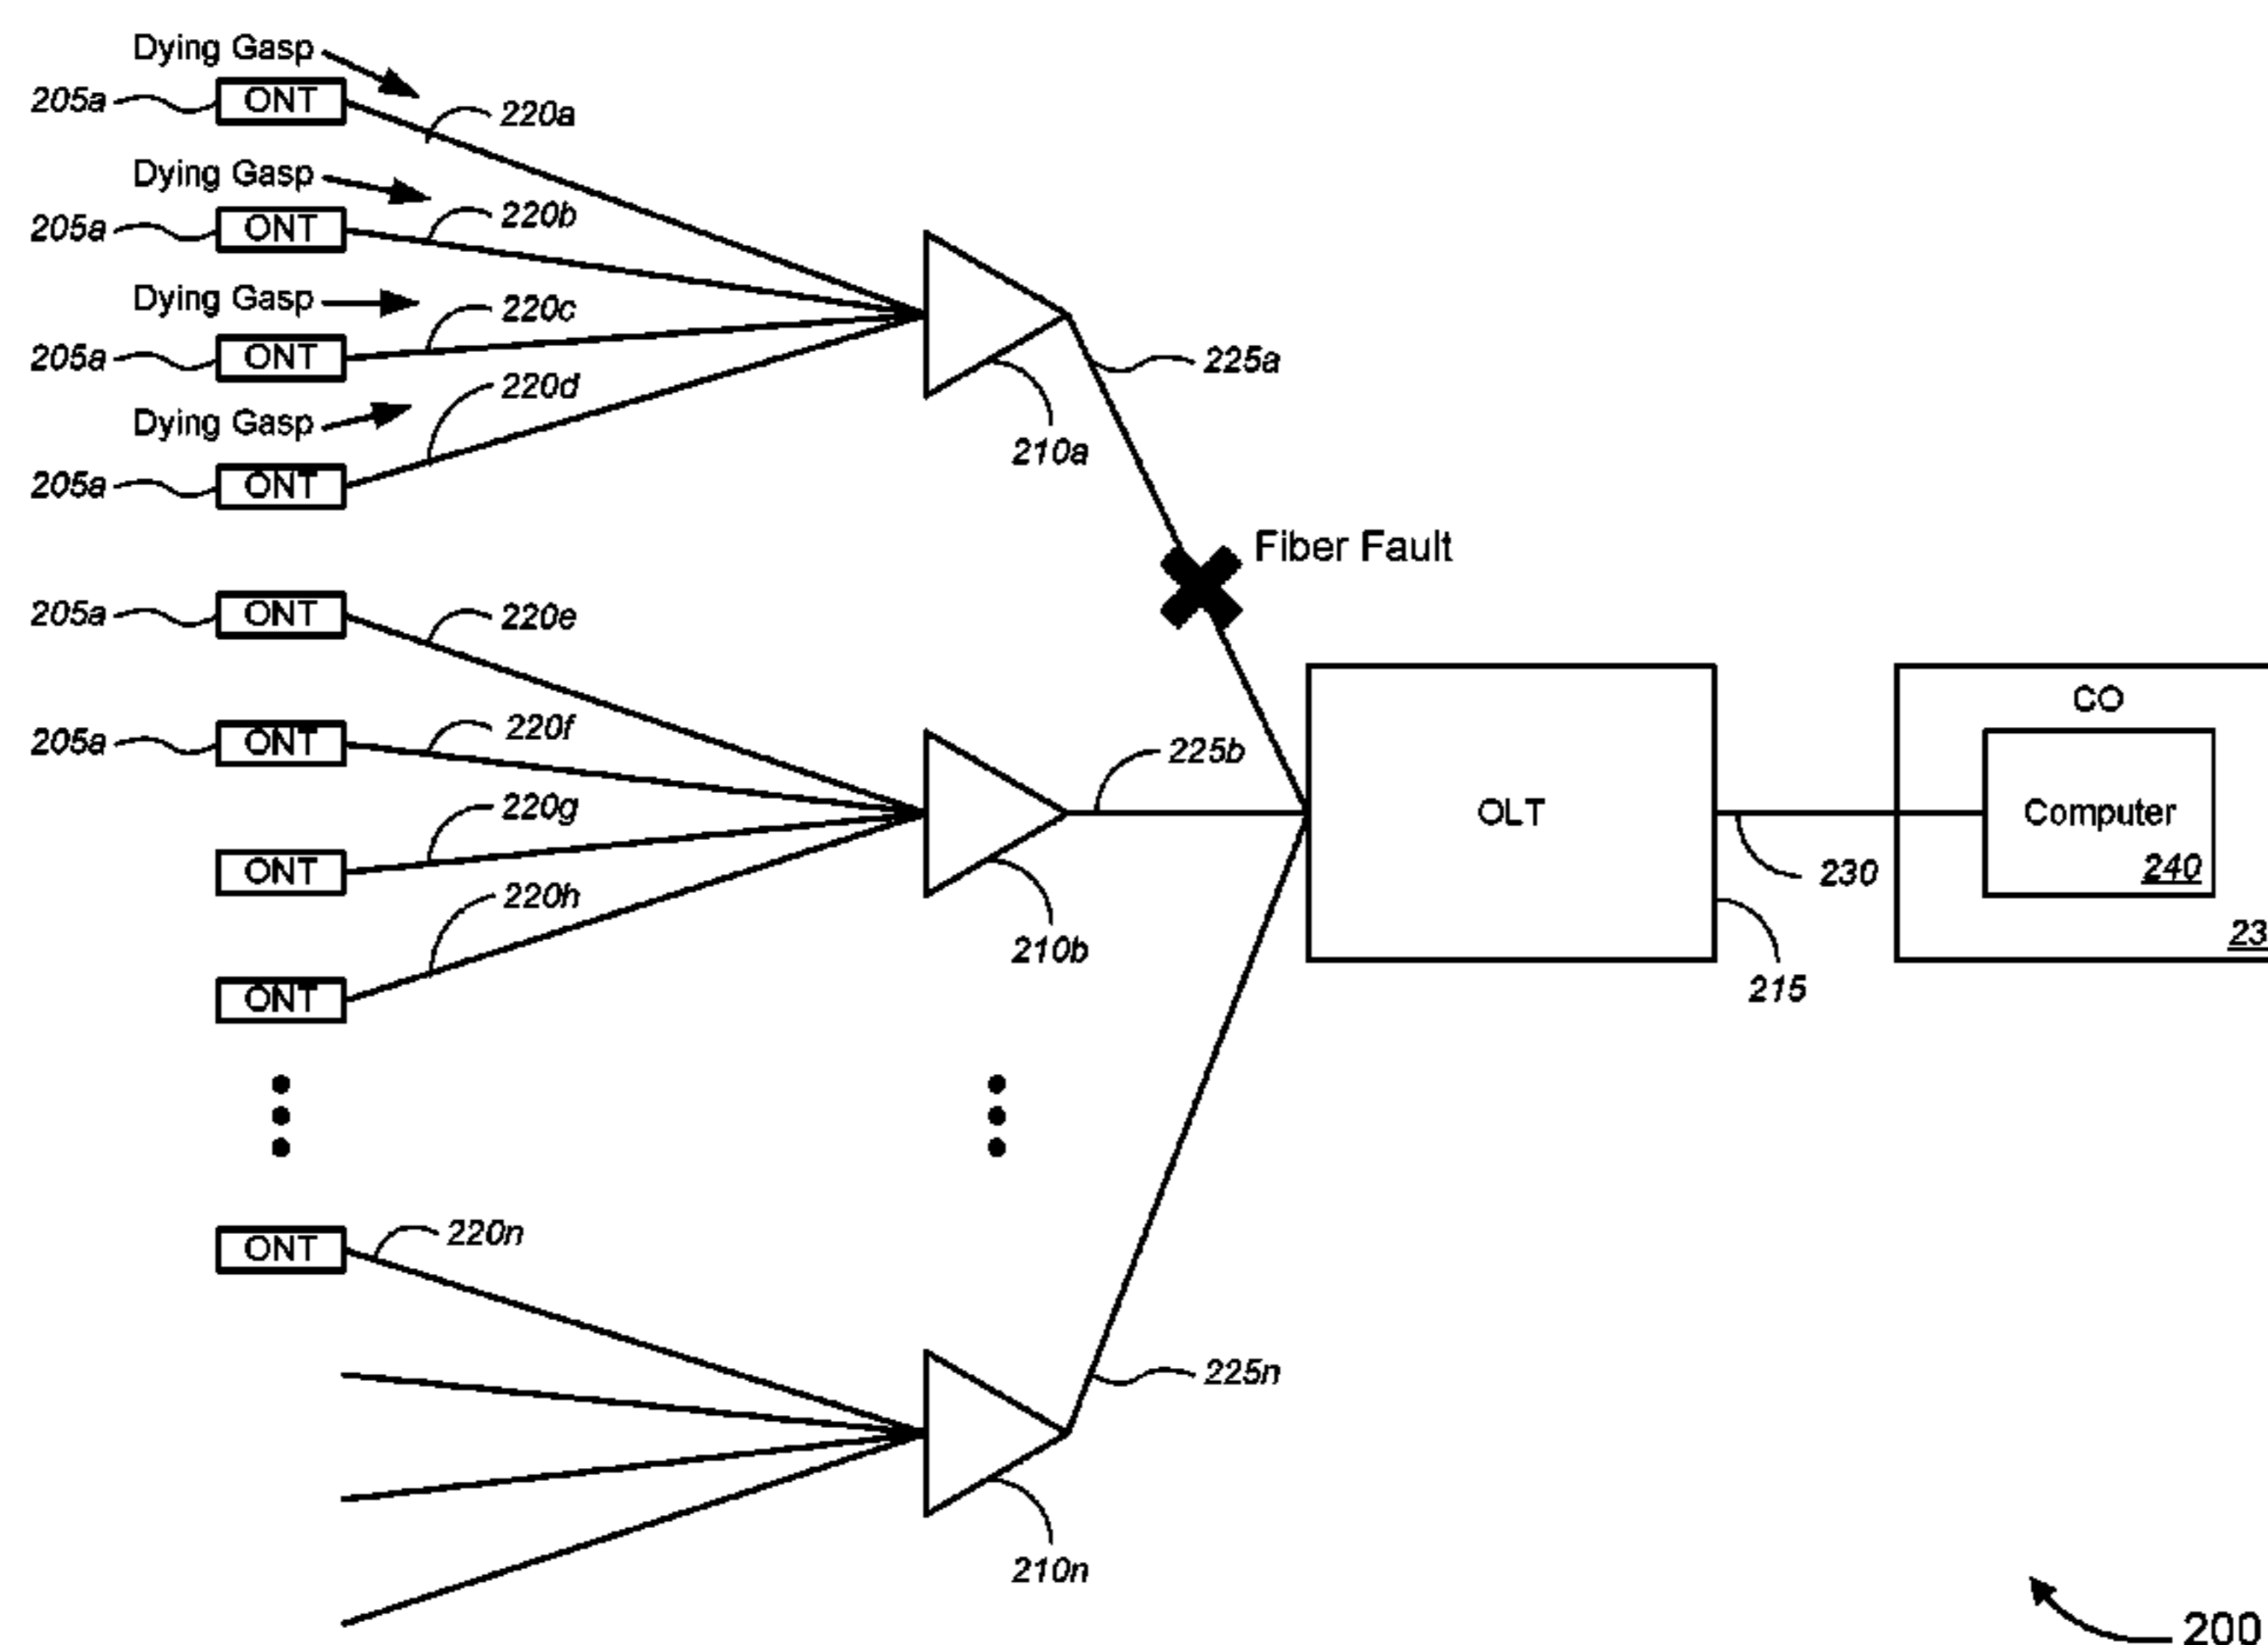 Dying Gasp
205a ONT 220a
Dying Gasp
205a ONT 220b
Dying Gasp
205a ONT 220c
220d
Dying Gasp
205a ONT
225a
210a
Fiber Fault
205a ONT 220e
205a ONT 220f
220g
ONT
220h
ONT
225b
210b
OLT
215
230
CO
Computer
240
23
ONT 220n
225n
210n
200